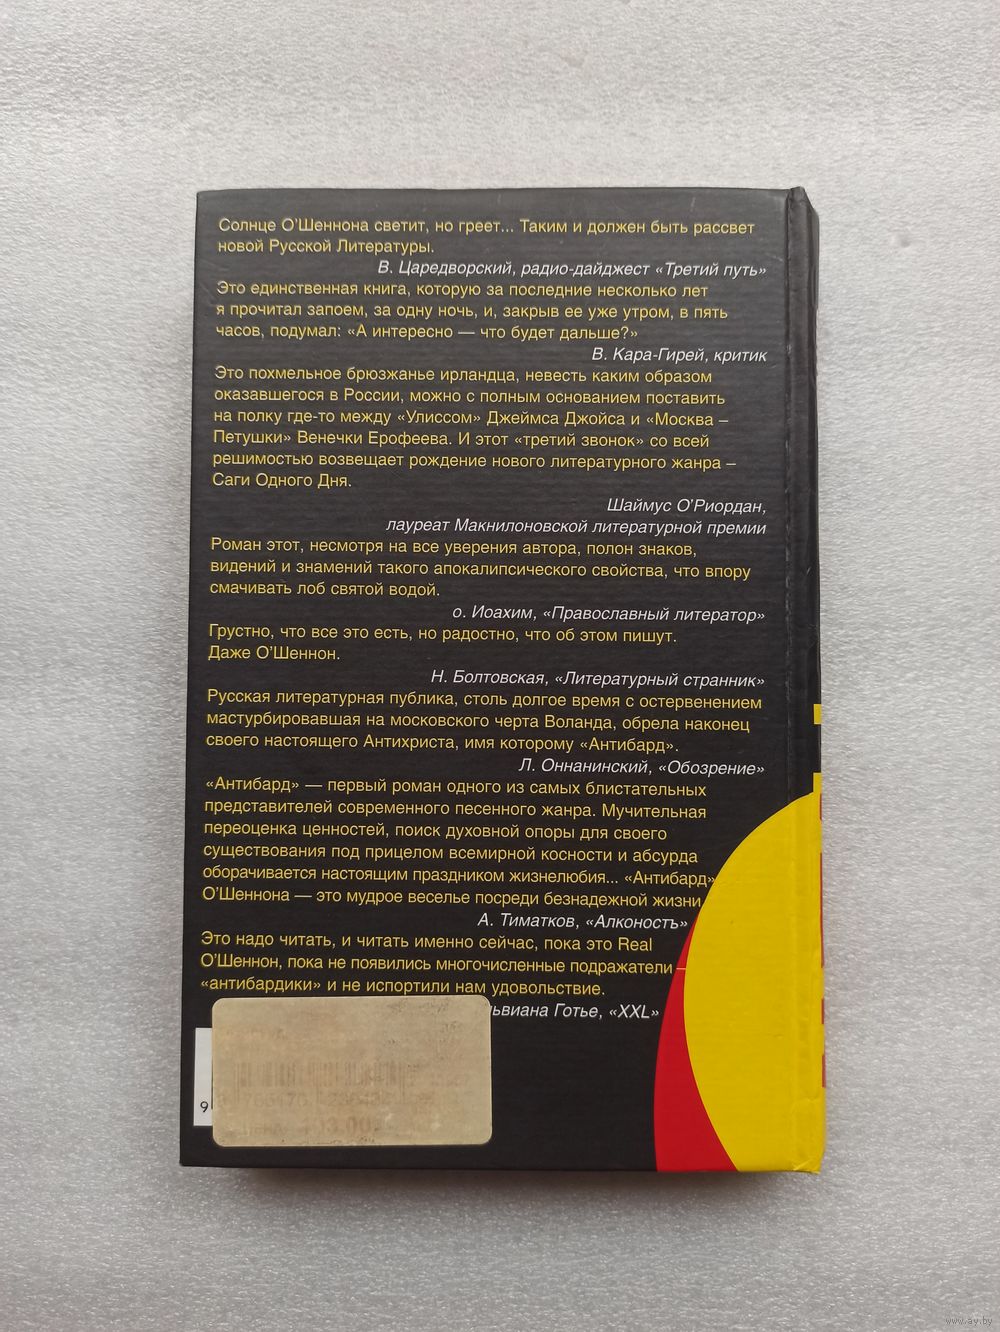 Солнце О'Шеннона светит, но греет... Таким и должен быть рассвет
новой Русской Литературы.
В. Царедворский, радио-дайджест «Третий путь»
Это единственная книга, которую за последние несколько лет
я прочитал запоем, за одну ночь, и, закрыв ее уже утром, в пять
часов, подумал: «А интересно — что будет дальше?»
В. Кара-Гирей, критик
Это похмельное брюзжанье ирландца, невесть каким образом
оказавшегося в России, можно с полным основанием поставить
на полку где-то между «Улиссом» Джеймса Джойса и «Москва –
Петушки» Венечки Ерофеева. И этот «третий звонок» со всей
решимостью возвещает рождение нового литературного жанра –
Саги Одного Дня.
Шаймус О'Риордан,
лауреат Макнилоновской литературной премии
Роман этот, несмотря на все уверения автора, полон знаков,
видений и знамений такого апокалипсического свойства, что впору
смачивать лоб святой водой.
о. Иоахим, «Православный литератор»
Грустно, что все это есть, но радостно, что об этом пишут.
Даже О'Шеннон.
Н. Болтовская, «Литературный странник»
Русская литературная публика, столь долгое время с остервенением
мастурбировавшая на московского черта Воланда, обрела наконец
своего настоящего Антихриста, имя которому «Антибард».
Л. Оннанинский, «Обозрение»
«Антибард» — первый роман одного из самых блистательных
представителей современного песенного жанра. Мучительная
переоценка ценностей, поиск духовной опоры для своего
существования под прицелом всемирной косности и абсурда
оборачивается настоящим праздником жизнелюбия... «Антибард»
О'Шеннона — это мудрое веселье посреди безнадежной жизни
А. Тиматков, «Алконостъ»
Это надо читать, и читать именно сейчас, пока это Real
О'Шеннон, пока не появились многочисленные подражатели –
«антибардики» и не испортили нам удовольствие.
Готье, «XXL»
9
www.ay.by